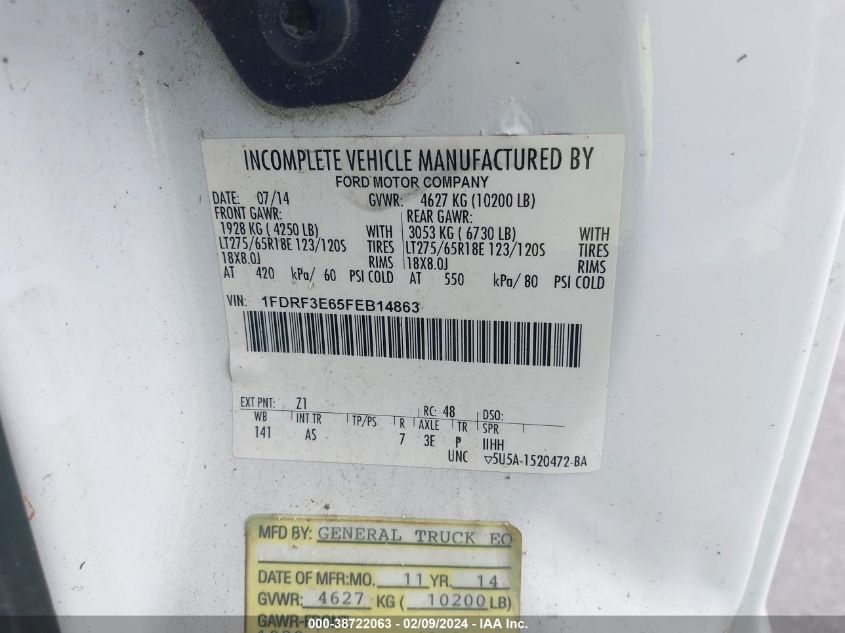 INCOMPLETE VEHICLE MANUFACTURED BY
FORD MOTOR COMPANY
DATE: 07/14 GVWR: 4627 KG (10200 LB)
FRONT GAWR: REAR GAWR:
1928 KG ( 4250 LB) WITH 3053 KG ( 6730 LB) WITH
LT275/65R18E 123/120S TIRES LT275/65R18E 123/120S TIRES
18X8.0J RIMS 18X8.0J RIMS
AT 420 kPa/ 60 PSI COLD AT 550 kPa/ 80 PSI COLD
VIN: 1FDRF3E65FEB14863
EXT PNT: Z1 RC: 48 DSO:
WB INT TR TP/PS R AXLE TR SPR
141 AS 7 3E P IIHH
UNC ▽5U5A-1520472-BA
MFD BY: GENERAL TRUCK EQ
DATE OF MFR:MO. 11 YR. 14
GVWR: 4627 KG ( 10200 LB)
000-38722063 - 02/09/2024 - IAA Inc.